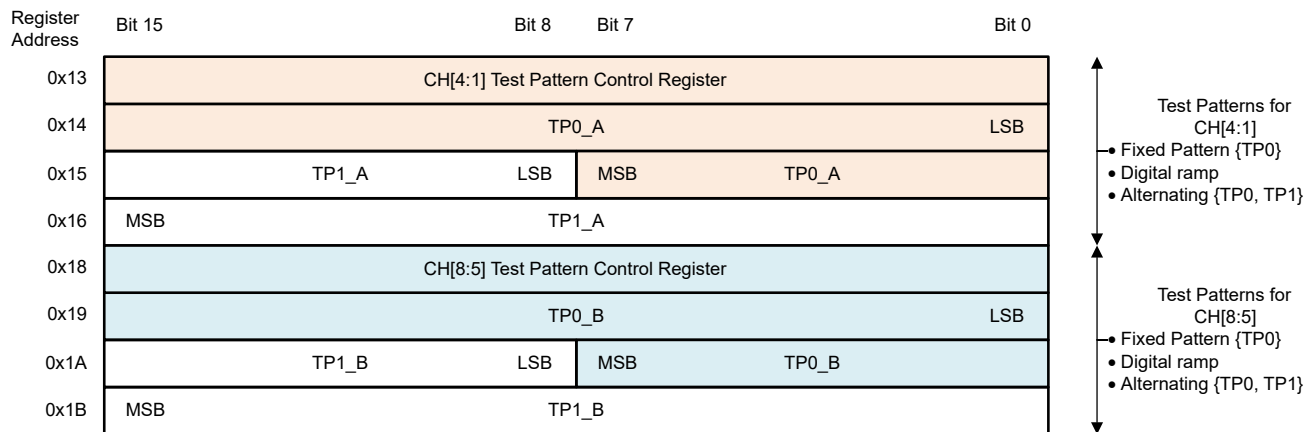 Register
Address
Bit 15 Bit 8 Bit 7 Bit 0
0x13 CH[4:1] Test Pattern Control Register
0x14 TP0_A LSB
0x15 TP1_A LSB MSB TP0_A
0x16 MSB TP1_A
Test Patterns for
CH[4:1]
• Fixed Pattern {TP0}
• Digital ramp
• Alternating {TP0, TP1}
0x18 CH[8:5] Test Pattern Control Register
0x19 TP0_B LSB
0x1A TP1_B LSB MSB TP0_B
0x1B MSB TP1_B
Test Patterns for
CH[8:5]
• Fixed Pattern {TP0}
• Digital ramp
• Alternating {TP0, TP1}